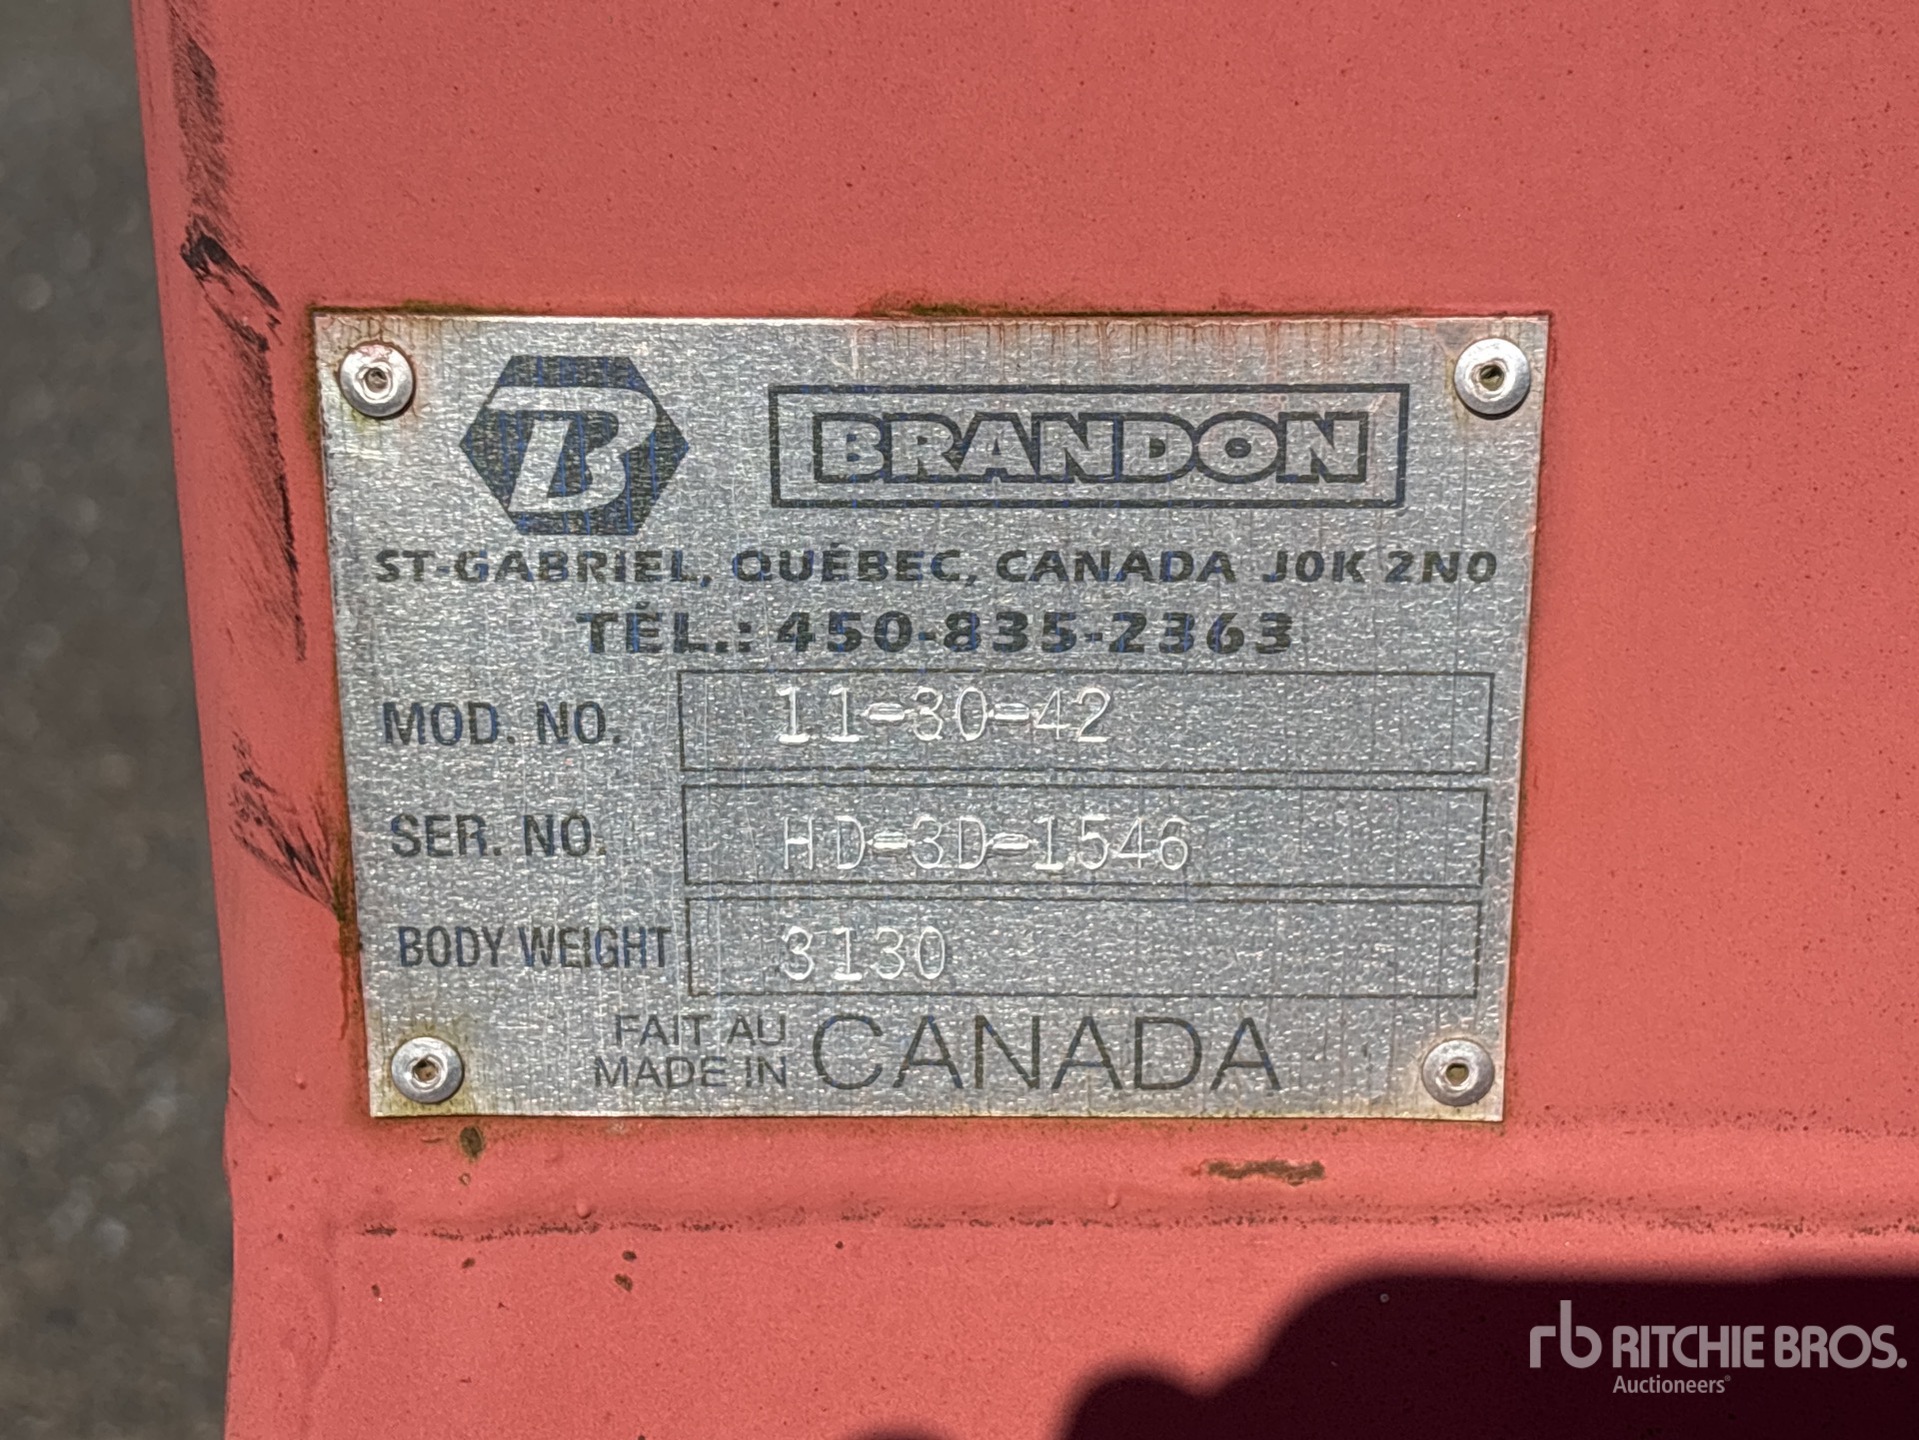 B
BRANDON
ST-GABRIEL, QUÉBEC, CANADA J0K 2N0
TÉL.: 450-835-2363
MOD. NO. 11-30-42
SER. NO. HD-3D-1546
BODY WEIGHT 3130
FAIT AU
MADE IN CANADA
rb RITCHIE BROS.
Auctioneers®